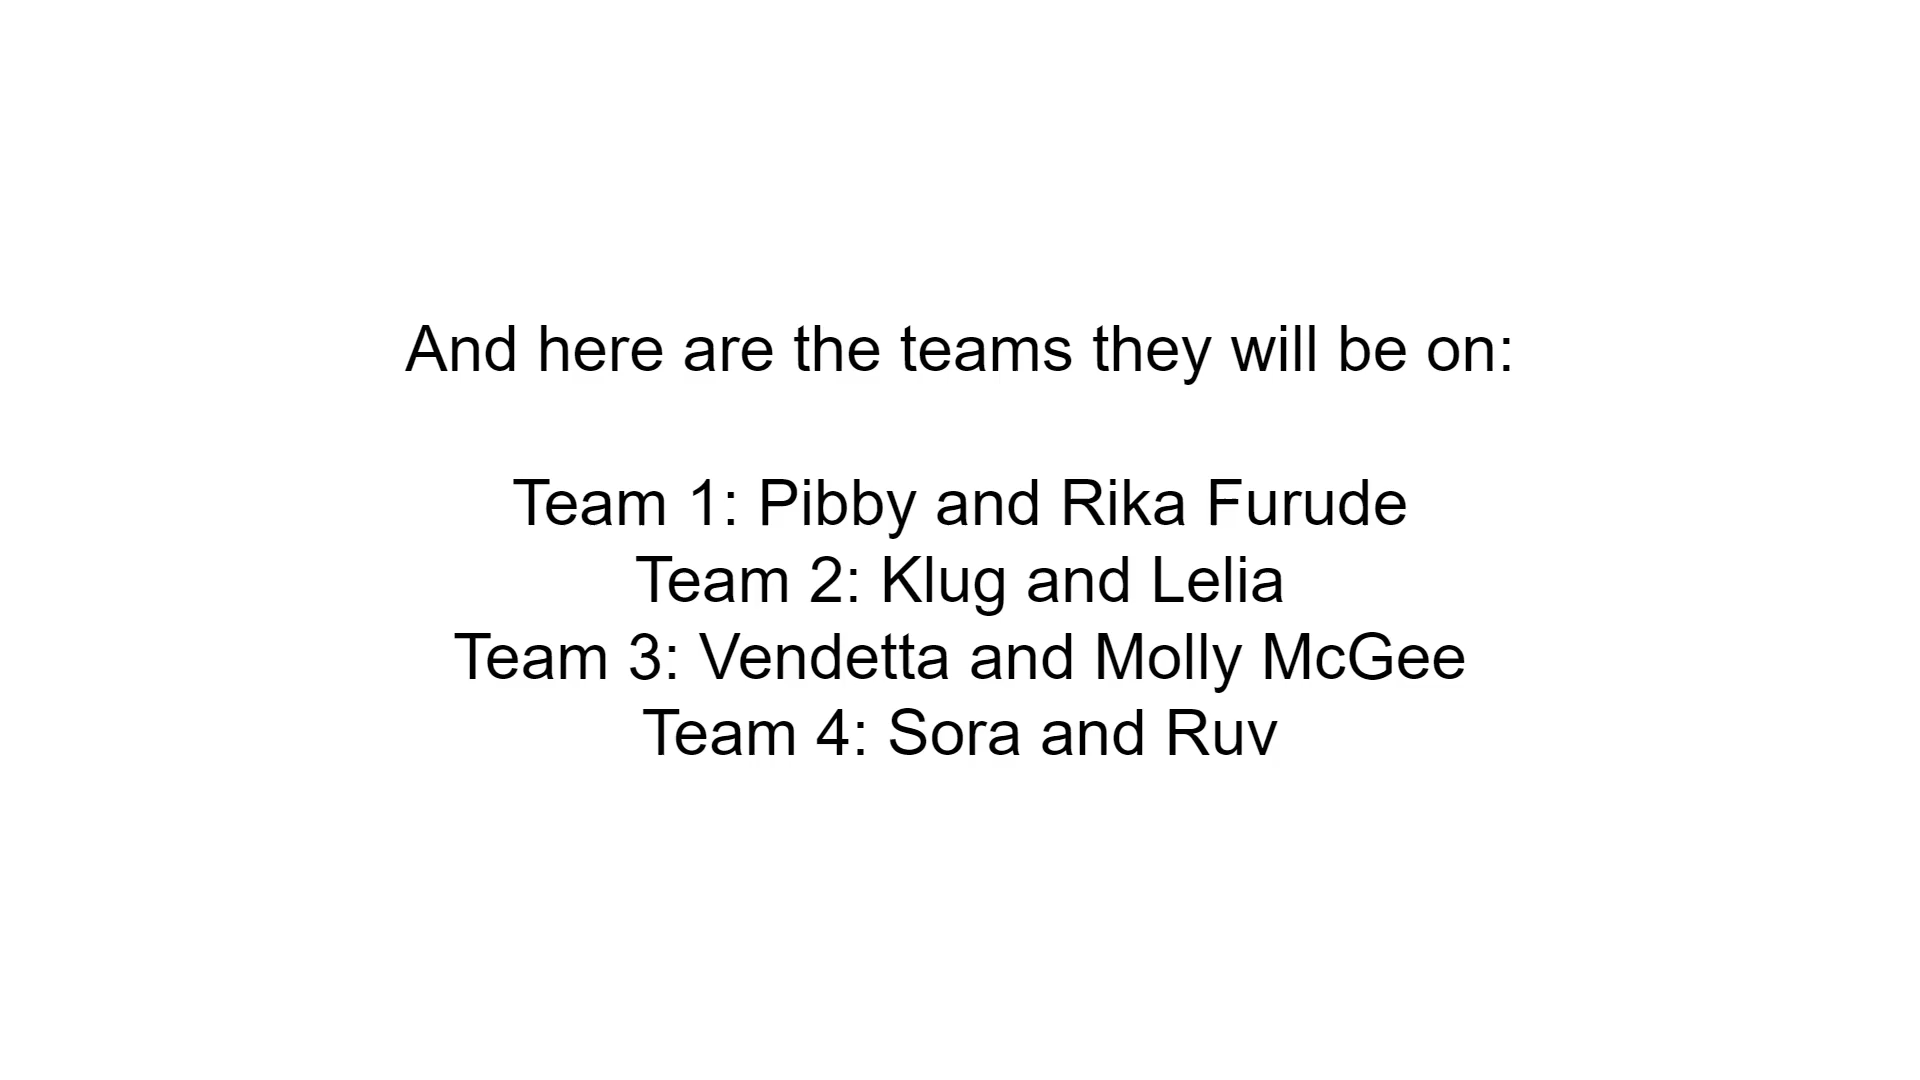 And here are the teams they will be on:
Team 1: Pibby and Rika Furude
Team 2: Klug and Lelia
Team 3: Vendetta and Molly McGee
Team 4: Sora and Ruv